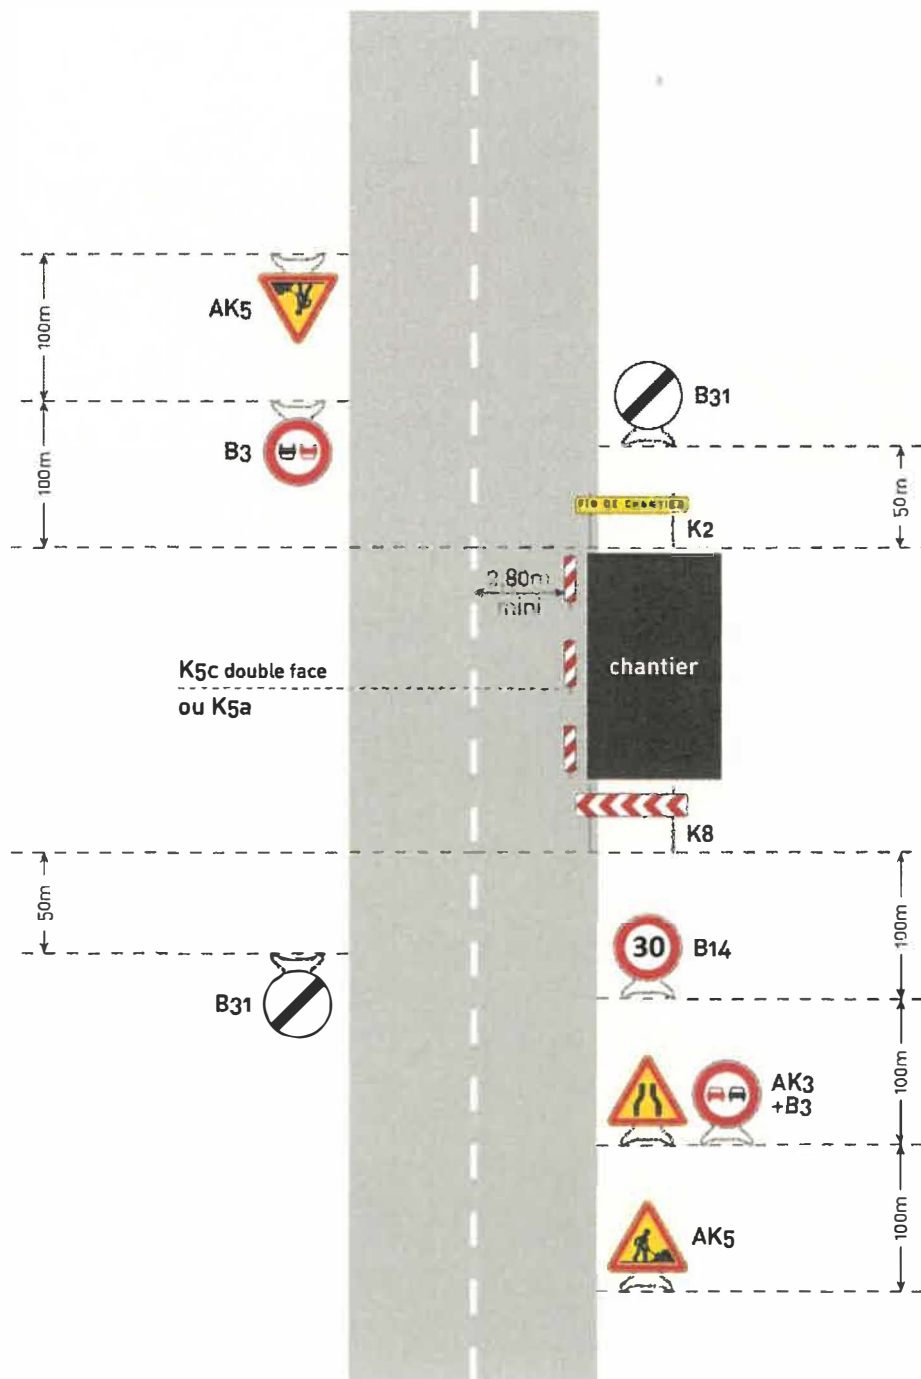 100m
AK5
B31
100m
B3
50m
FIN DE CHANTIER
K2
2,80m
mini
chantier
K5c double face
ou K5a
K8
50m
100m
30
B14
B31
100m
AK3
+B3
100m
AK5